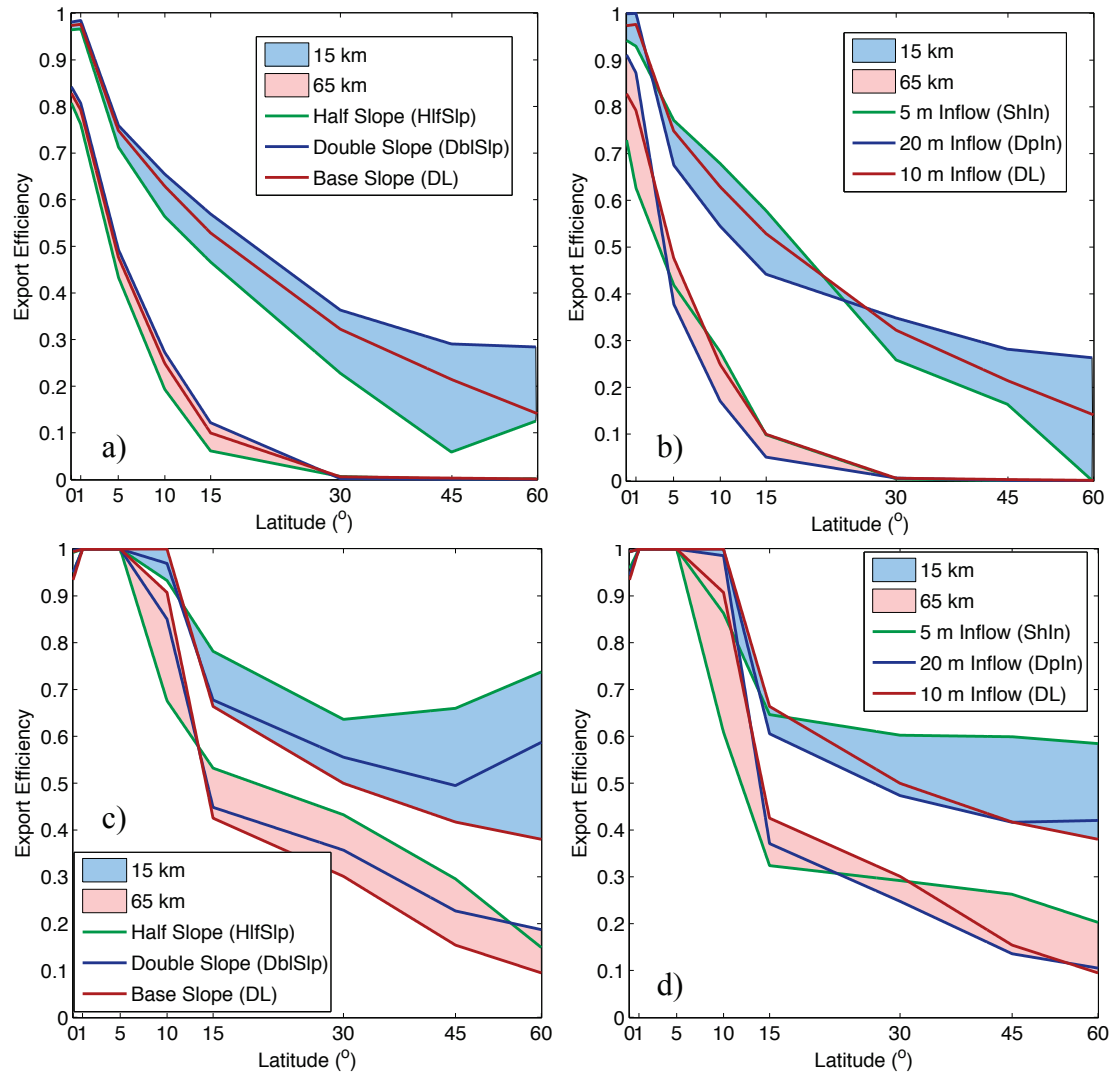 1
0.9
0.8
0.7
0.6
0.5
0.4
0.3
0.2
0.1
0
Export Efficiency
15 km
65 km
Half Slope (HlfSlp)
Double Slope (DblSlp)
Base Slope (DL)
a)
0 1 5 10 15 30 45 60
Latitude (o)
1
0.9
0.8
0.7
0.6
0.5
0.4
0.3
0.2
0.1
0
Export Efficiency
15 km
65 km
5 m Inflow (ShIn)
20 m Inflow (DpIn)
10 m Inflow (DL)
b)
0 1 5 10 15 30 45 60
Latitude (o)
1
0.9
0.8
0.7
0.6
0.5
0.4
0.3
0.2
0.1
0
Export Efficiency
c)
15 km
65 km
Half Slope (HlfSlp)
Double Slope (DblSlp)
Base Slope (DL)
0 1 5 10 15 30 45 60
Latitude (o)
1
0.9
0.8
0.7
0.6
0.5
0.4
0.3
0.2
0.1
0
Export Efficiency
15 km
65 km
5 m Inflow (ShIn)
20 m Inflow (DpIn)
10 m Inflow (DL)
d)
0 1 5 10 15 30 45 60
Latitude (o)